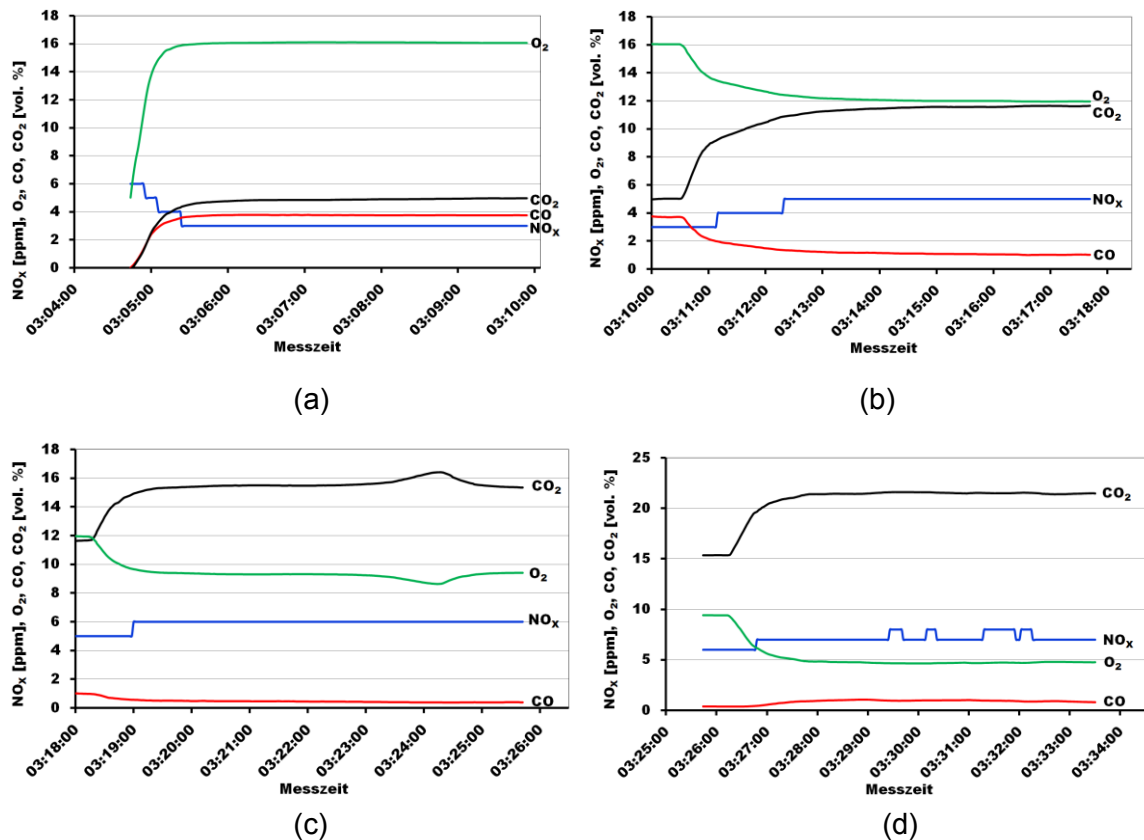 NOX [ppm], O2, CO, CO2 [vol. %]
18
16
14
12
10
8
6
4
2
0
O2
CO2
CO
NOX
03:04:00
03:05:00
03:06:00
03:07:00
03:08:00
03:09:00
03:10:00
Messzeit
(a)
NOX [ppm], O2, CO, CO2 [vol. %]
18
16
14
12
10
8
6
4
2
0
O2
CO2
NOX
CO
03:10:00
03:11:00
03:12:00
03:13:00
03:14:00
03:15:00
03:16:00
03:17:00
03:18:00
Messzeit
(b)
NOX [ppm], O2, CO, CO2 [vol. %]
18
16
14
12
10
8
6
4
2
0
CO2
O2
NOX
CO
03:18:00
03:19:00
03:20:00
03:21:00
03:22:00
03:23:00
03:24:00
03:25:00
03:26:00
Messzeit
(c)
NOX [ppm], O2, CO, CO2 [vol. %]
25
20
15
10
5
0
CO2
NOX
O2
CO
03:25:00
03:26:00
03:27:00
03:28:00
03:29:00
03:30:00
03:31:00
03:32:00
03:33:00
03:34:00
Messzeit
(d)